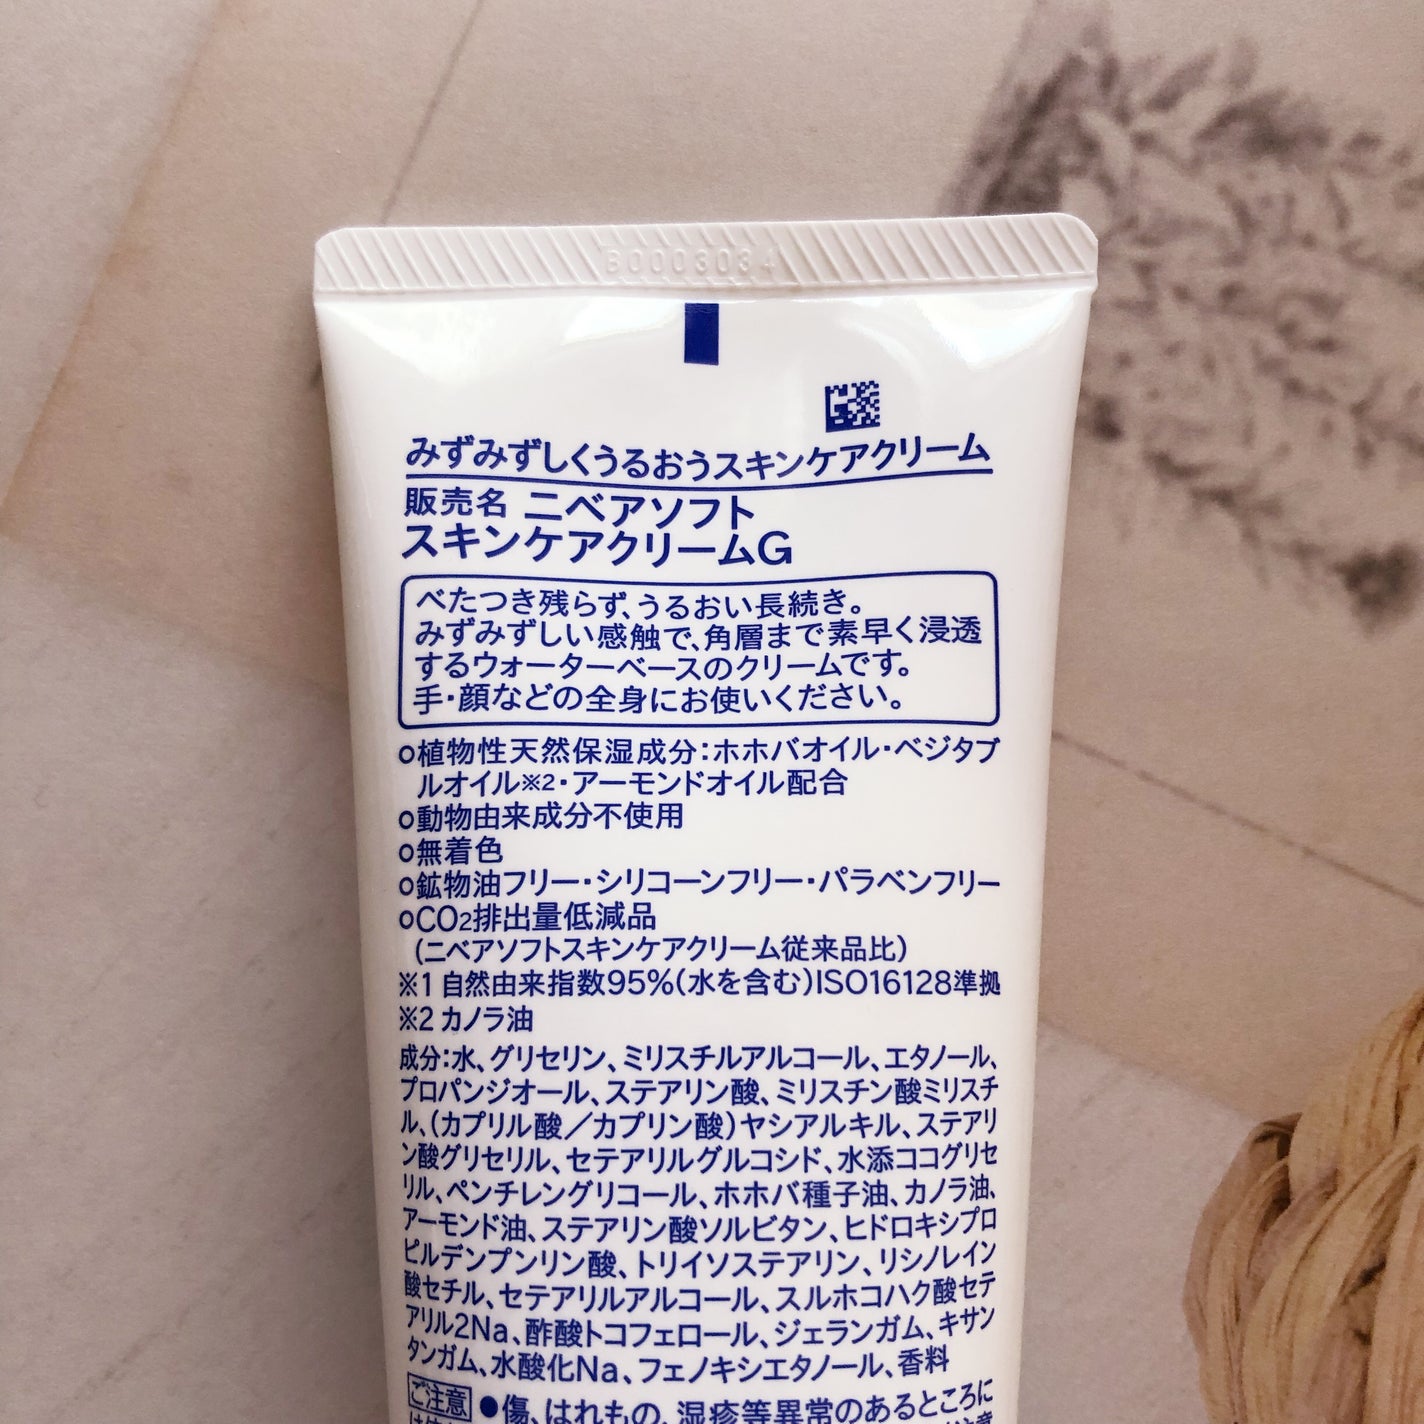 B0003034
みずみずしくうるおうスキンケアクリーム
販売名 ニベアソフト
スキンケアクリームG
べたつき残らず、うるおい長続き。
みずみずしい感触で、角層まで素早く浸透
するウォーターベースのクリームです。
手・顔などの全身にお使いください。
○植物性天然保湿成分：ホホバオイル・ベジタブ
ルオイル※2・アーモンドオイル配合
○動物由来成分不使用
○無着色
○鉱物油フリー・シリコーンフリー・パラベンフリー
○CO2排出量低減品
(ニベアソフトスキンケアクリーム従来品比)
※1 自然由来指数95%(水を含む)ISO16128準拠
※2 カノラ油
成分：水、グリセリン、ミリスチルアルコール、エタノール、
プロパンジオール、ステアリン酸、ミリスチン酸ミリスチ
ル、(カプリル酸／カプリン酸)ヤシアルキル、ステアリ
ン酸グリセリル、セテアリルグルコシド、水添ココグリセ
リル、ペンチレングリコール、ホホバ種子油、カノラ油、
アーモンド油、ステアリン酸ソルビタン、ヒドロキシプロ
ピルデンプンリン酸、トリイソステアリン、リシノレイン
酸セチル、セテアリルアルコール、スルホコハク酸セテ
アリル2Na、酢酸トコフェロール、ジェランガム、キサン
タンガム、水酸化Na、フェノキシエタノール、香料
ご注意 ●傷、はれもの、湿疹等異常のあるところに